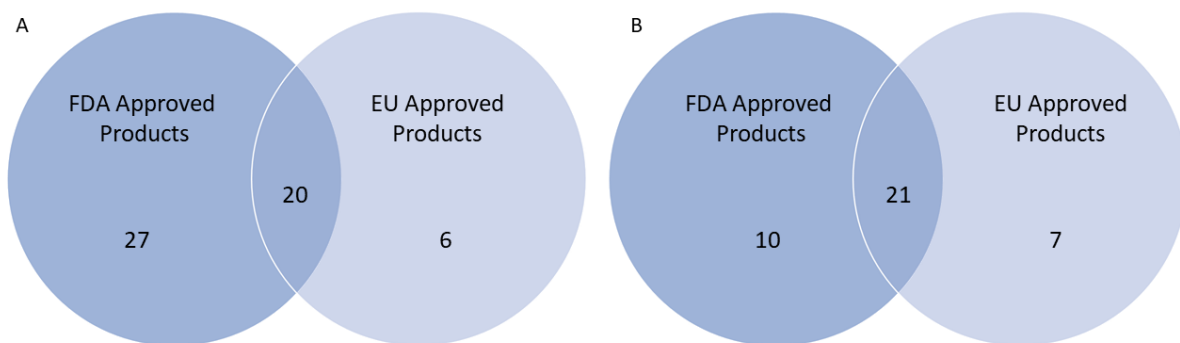 A
FDA Approved
Products
EU Approved
Products
20
27
6
B
FDA Approved
Products
EU Approved
Products
21
10
7